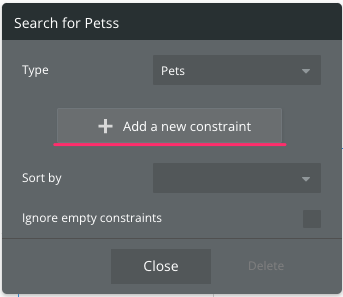 Search for Petss
Type Pets
Add a new constraint
Sort by
Ignore empty constraints
Close Delete